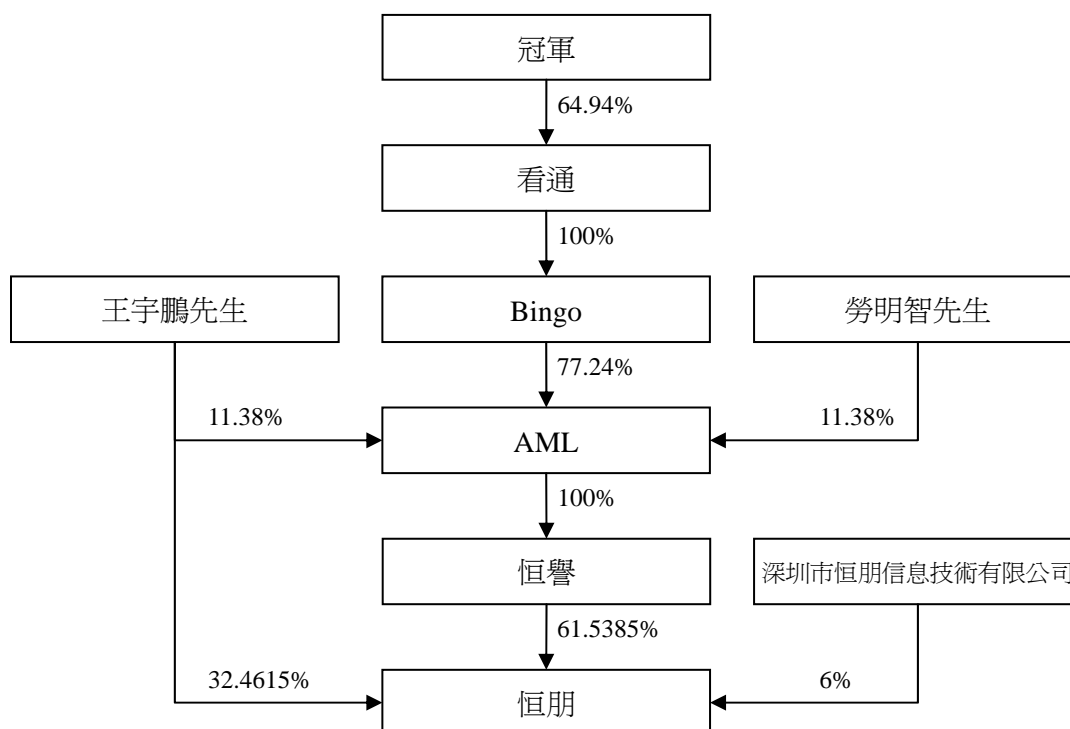 冠軍
64.94%
看通
100%
王宇鵬先生
Bingo
勞明智先生
77.24%
11.38%
11.38%
AML
100%
恒譽
深圳市恒朋信息技術有限公司
61.5385%
32.4615%
6%
恒朋